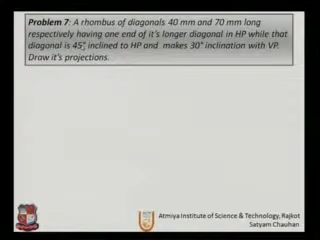 Problem 7: A rhombus of diagonals 40 mm and 70 mm long
respectively having one end of it's longer diagonal in HP while that
diagonal is 45°, inclined to HP and makes 30° inclination with VP.
Draw it's projections.
Atmiya Institute of Science & Technology, Rajkot
Satyam Chauhan